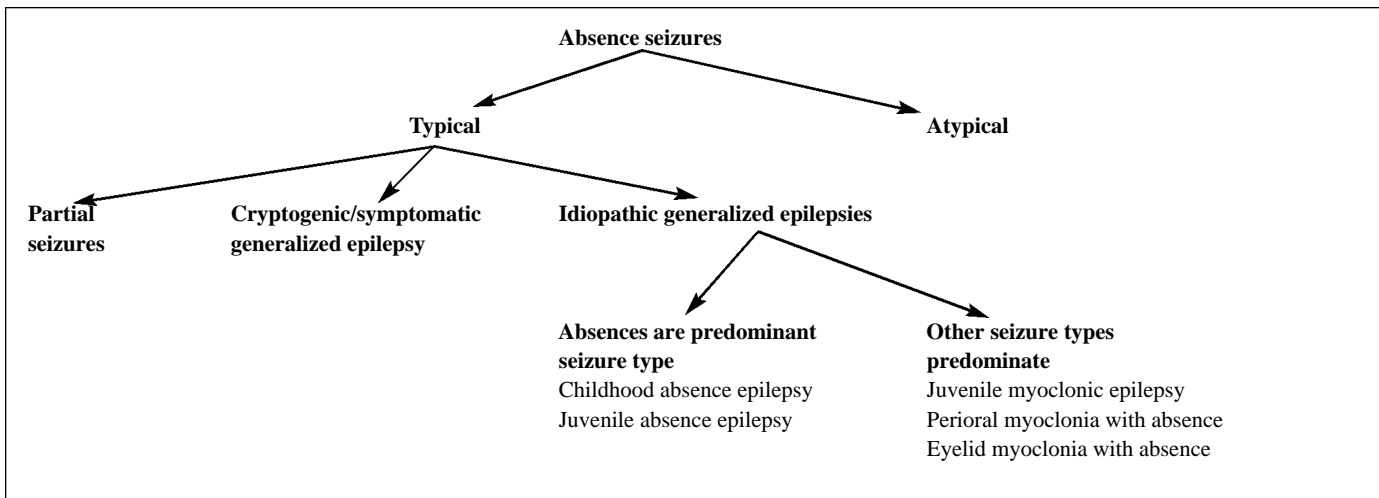 Absence seizures
Typical
Atypical
Partial
seizures
Cryptogenic/symptomatic
generalized epilepsy
Idiopathic generalized epilepsies
Absences are predominant
seizure type
Childhood absence epilepsy
Juvenile absence epilepsy
Other seizure types
predominate
Juvenile myoclonic epilepsy
Perioral myoclonia with absence
Eyelid myoclonia with absence